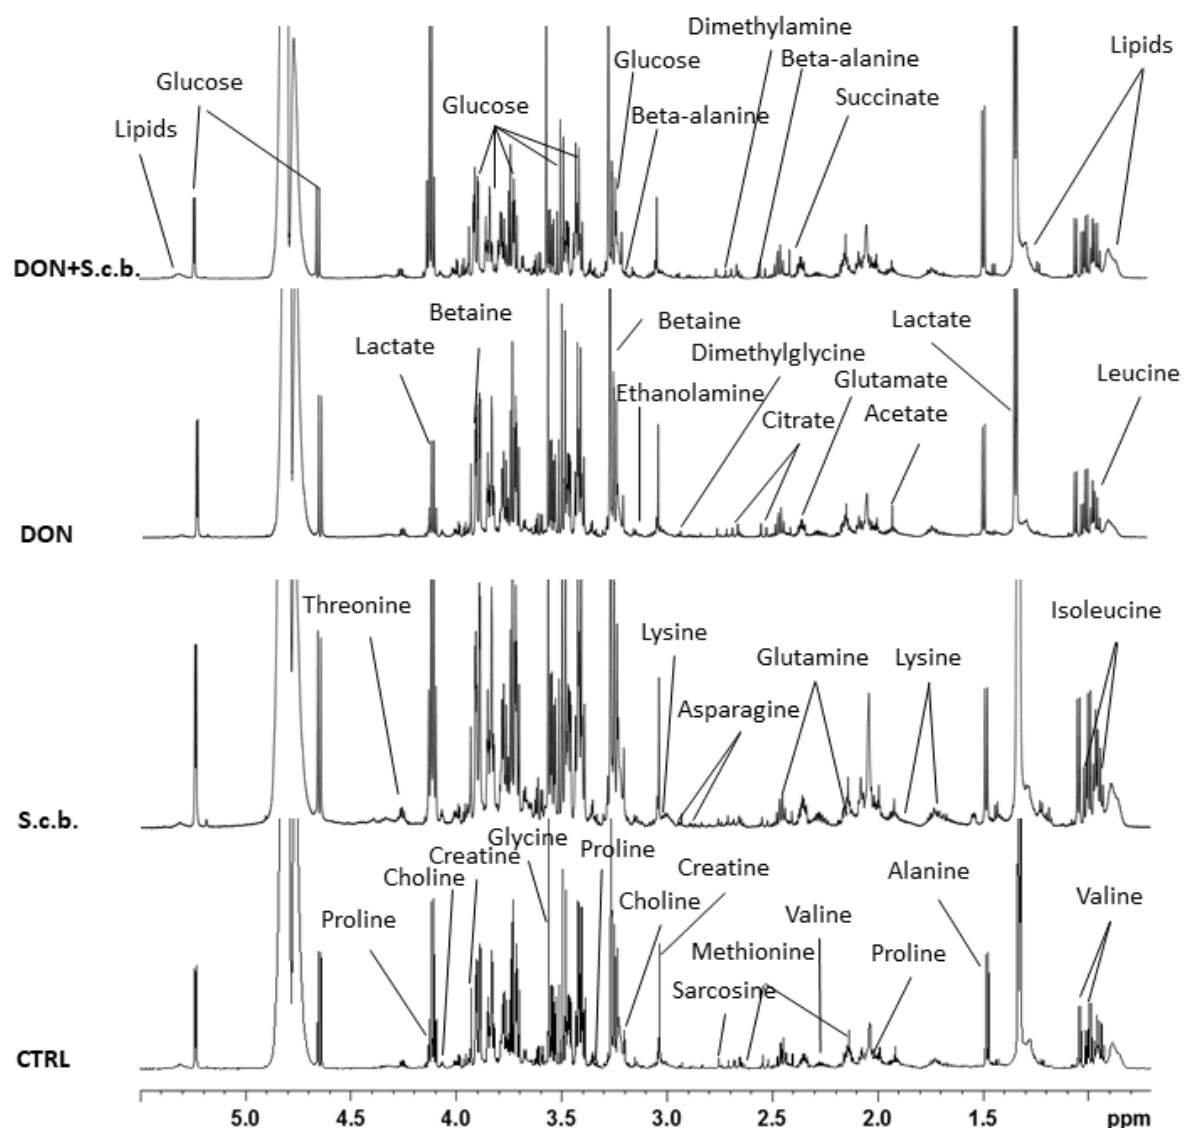 Dimethylamine
Lipids
Glucose
Beta-alanine
Glucose
Succinate
Glucose
Beta-alanine
Lipids
DON+S.c.b.
Betaine
Betaine
Lactate
Lactate
Dimethylglycine
Leucine
Glutamate
Ethanolamine
Acetate
Citrate
DON
Threonine
Isoleucine
Lysine
Glutamine
Lysine
Asparagine
S.c.b.
Glycine
Proline
Creatine
Creatine
Choline
Alanine
Choline
Valine
Proline
Valine
Methionine
Proline
Sarcosine
CTRL
5.0 4.5 4.0 3.5 3.0 2.5 2.0 1.5 ppm